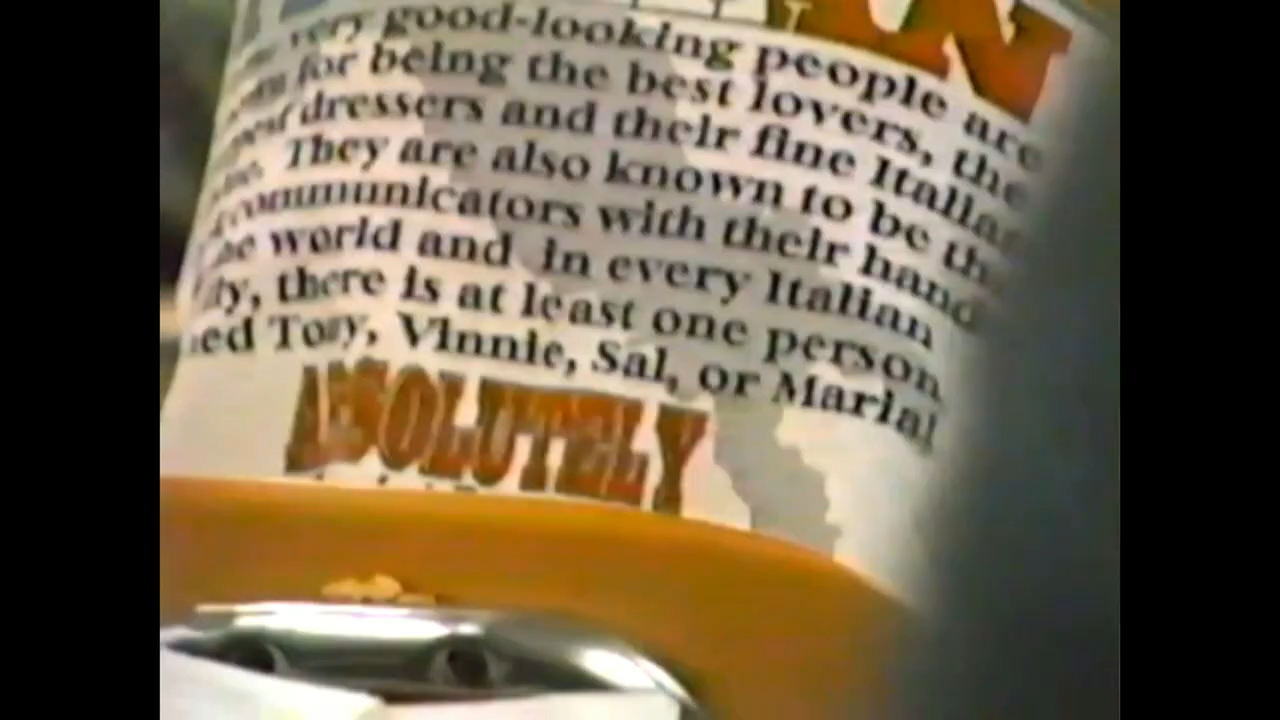 very good-looking people are
for being the best lovers, the
dressers and their fine Italian
They are also known to be the
communicators with their hands
the world and in every Italian
there is at least one person
Tony, Vinnie, Sal, or Maria!
ABSOLUTELY